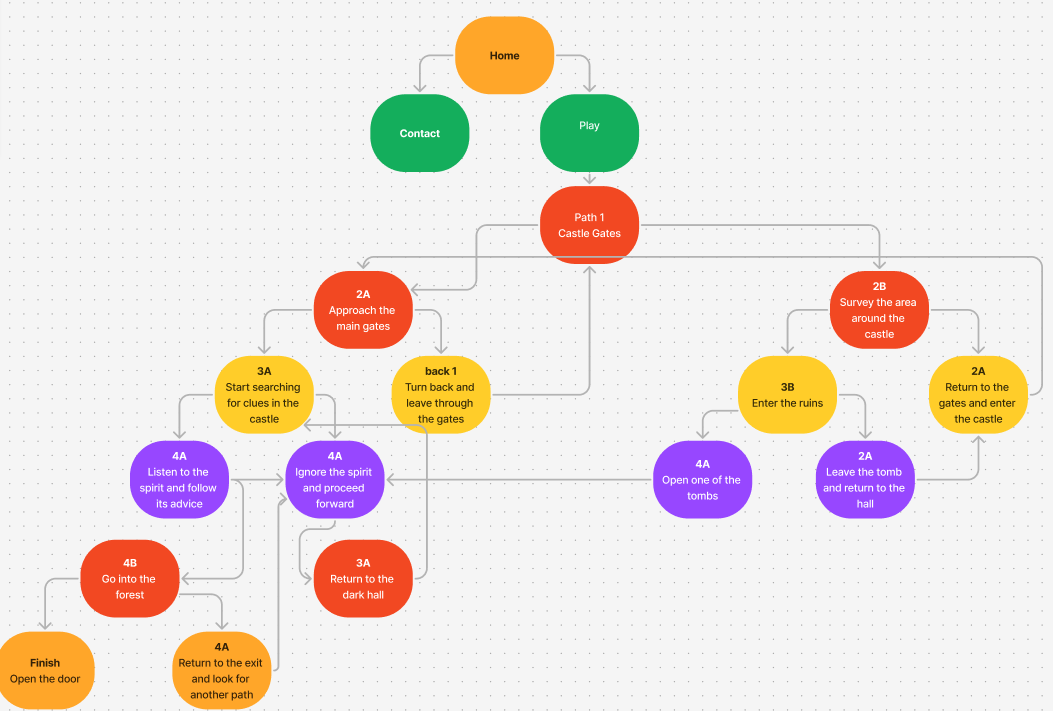 Home
Contact
Play
Path 1
Castle Gates
2A
Approach the
main gates
2B
Survey the area
around the
castle
3A
Start searching
for clues in the
castle
back 1
Turn back and
leave through
the gates
3B
Enter the ruins
2A
Return to the
gates and enter
the castle
4A
Listen to the
spirit and follow
its advice
4A
Ignore the spirit
and proceed
forward
4A
Open one of the
tombs
2A
Leave the tomb
and return to the
hall
4B
Go into the
forest
3A
Return to the
dark hall
Finish
Open the door
4A
Return to the exit
and look for
another path